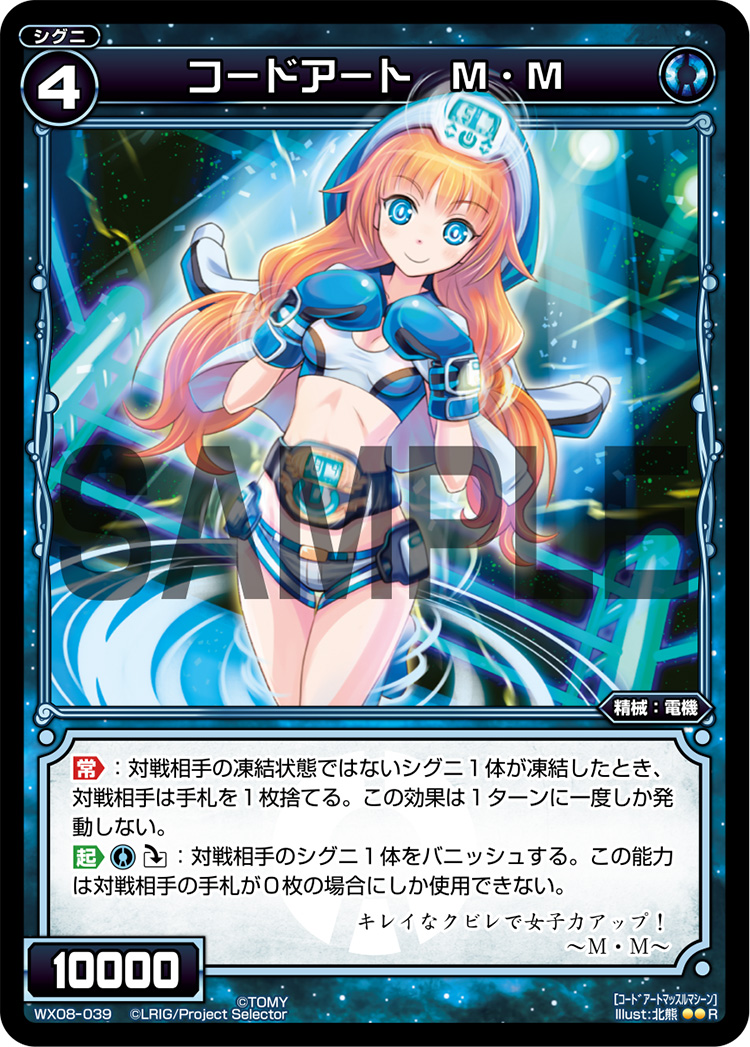 シグニ
4
コードアート M・M
SAMPLE
精械：電機
常：対戦相手の凍結状態ではないシグニ１体が凍結したとき、
対戦相手は手札を１枚捨てる。この効果は１ターンに一度しか発
動しない。
起：対戦相手のシグニ１体をバニッシュする。この能力
は対戦相手の手札が０枚の場合にしか使用できない。
キレイなクビレで女子力アップ！
～M・M～
10000
©TOMY
[コードアートマッスルマシーン]
WX08-039 ©LRIG/Project Selector
Illust:北熊 R